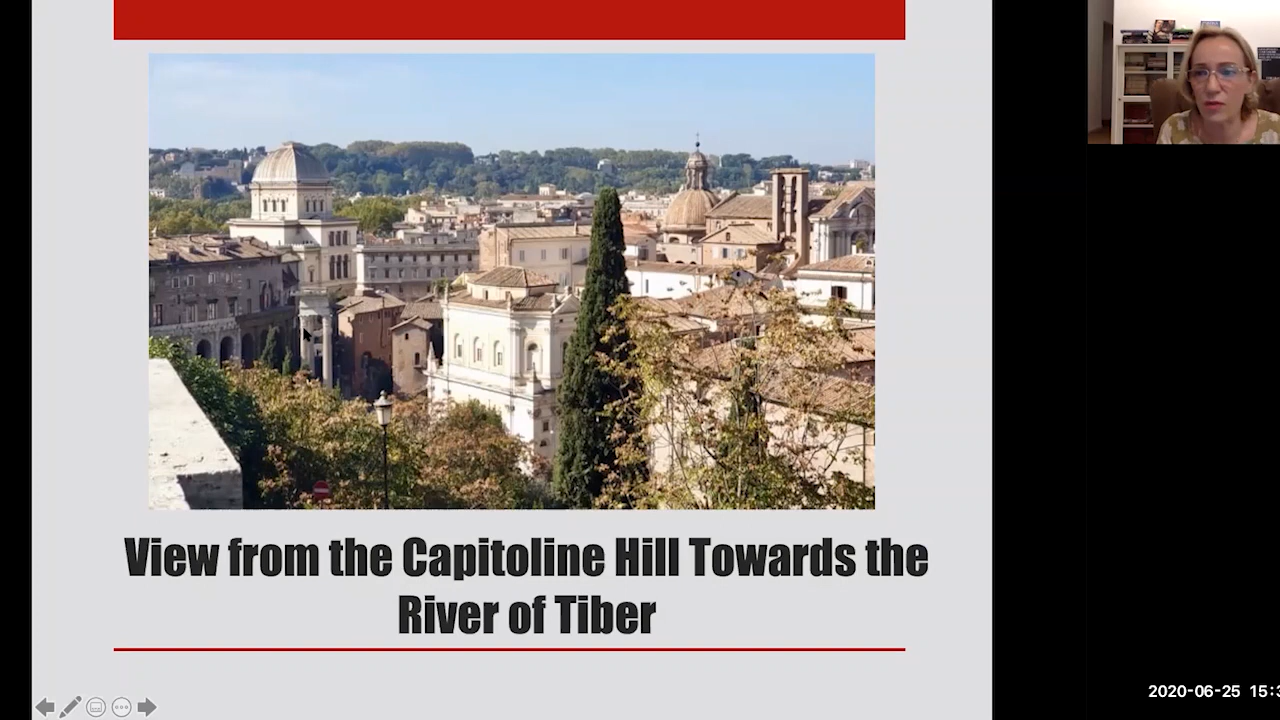 View from the Capitoline Hill Towards the
River of Tiber
2020-06-25 15:3